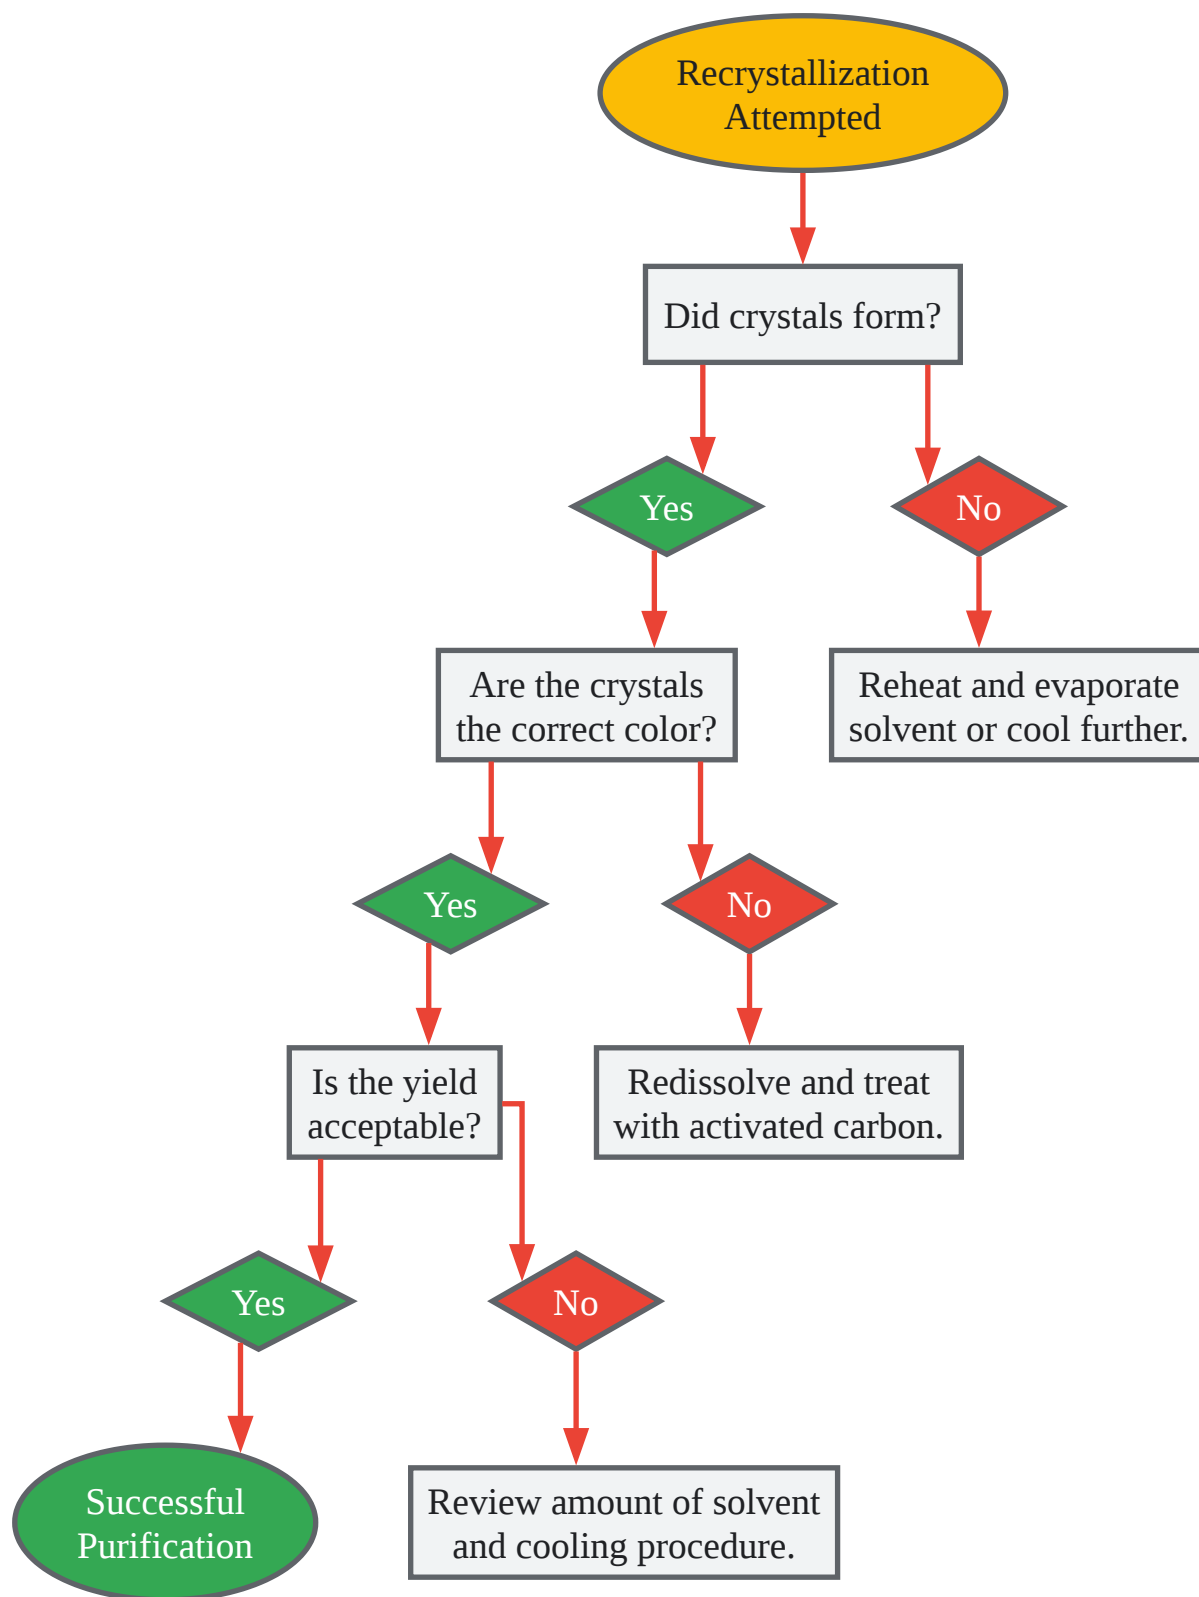 Recrystallization
Attempted
Did crystals form?
Yes
No
Are the crystals
the correct color?
Reheat and evaporate
solvent or cool further.
Yes
No
Is the yield
acceptable?
Redissolve and treat
with activated carbon.
Yes
No
Successful
Purification
Review amount of solvent
and cooling procedure.